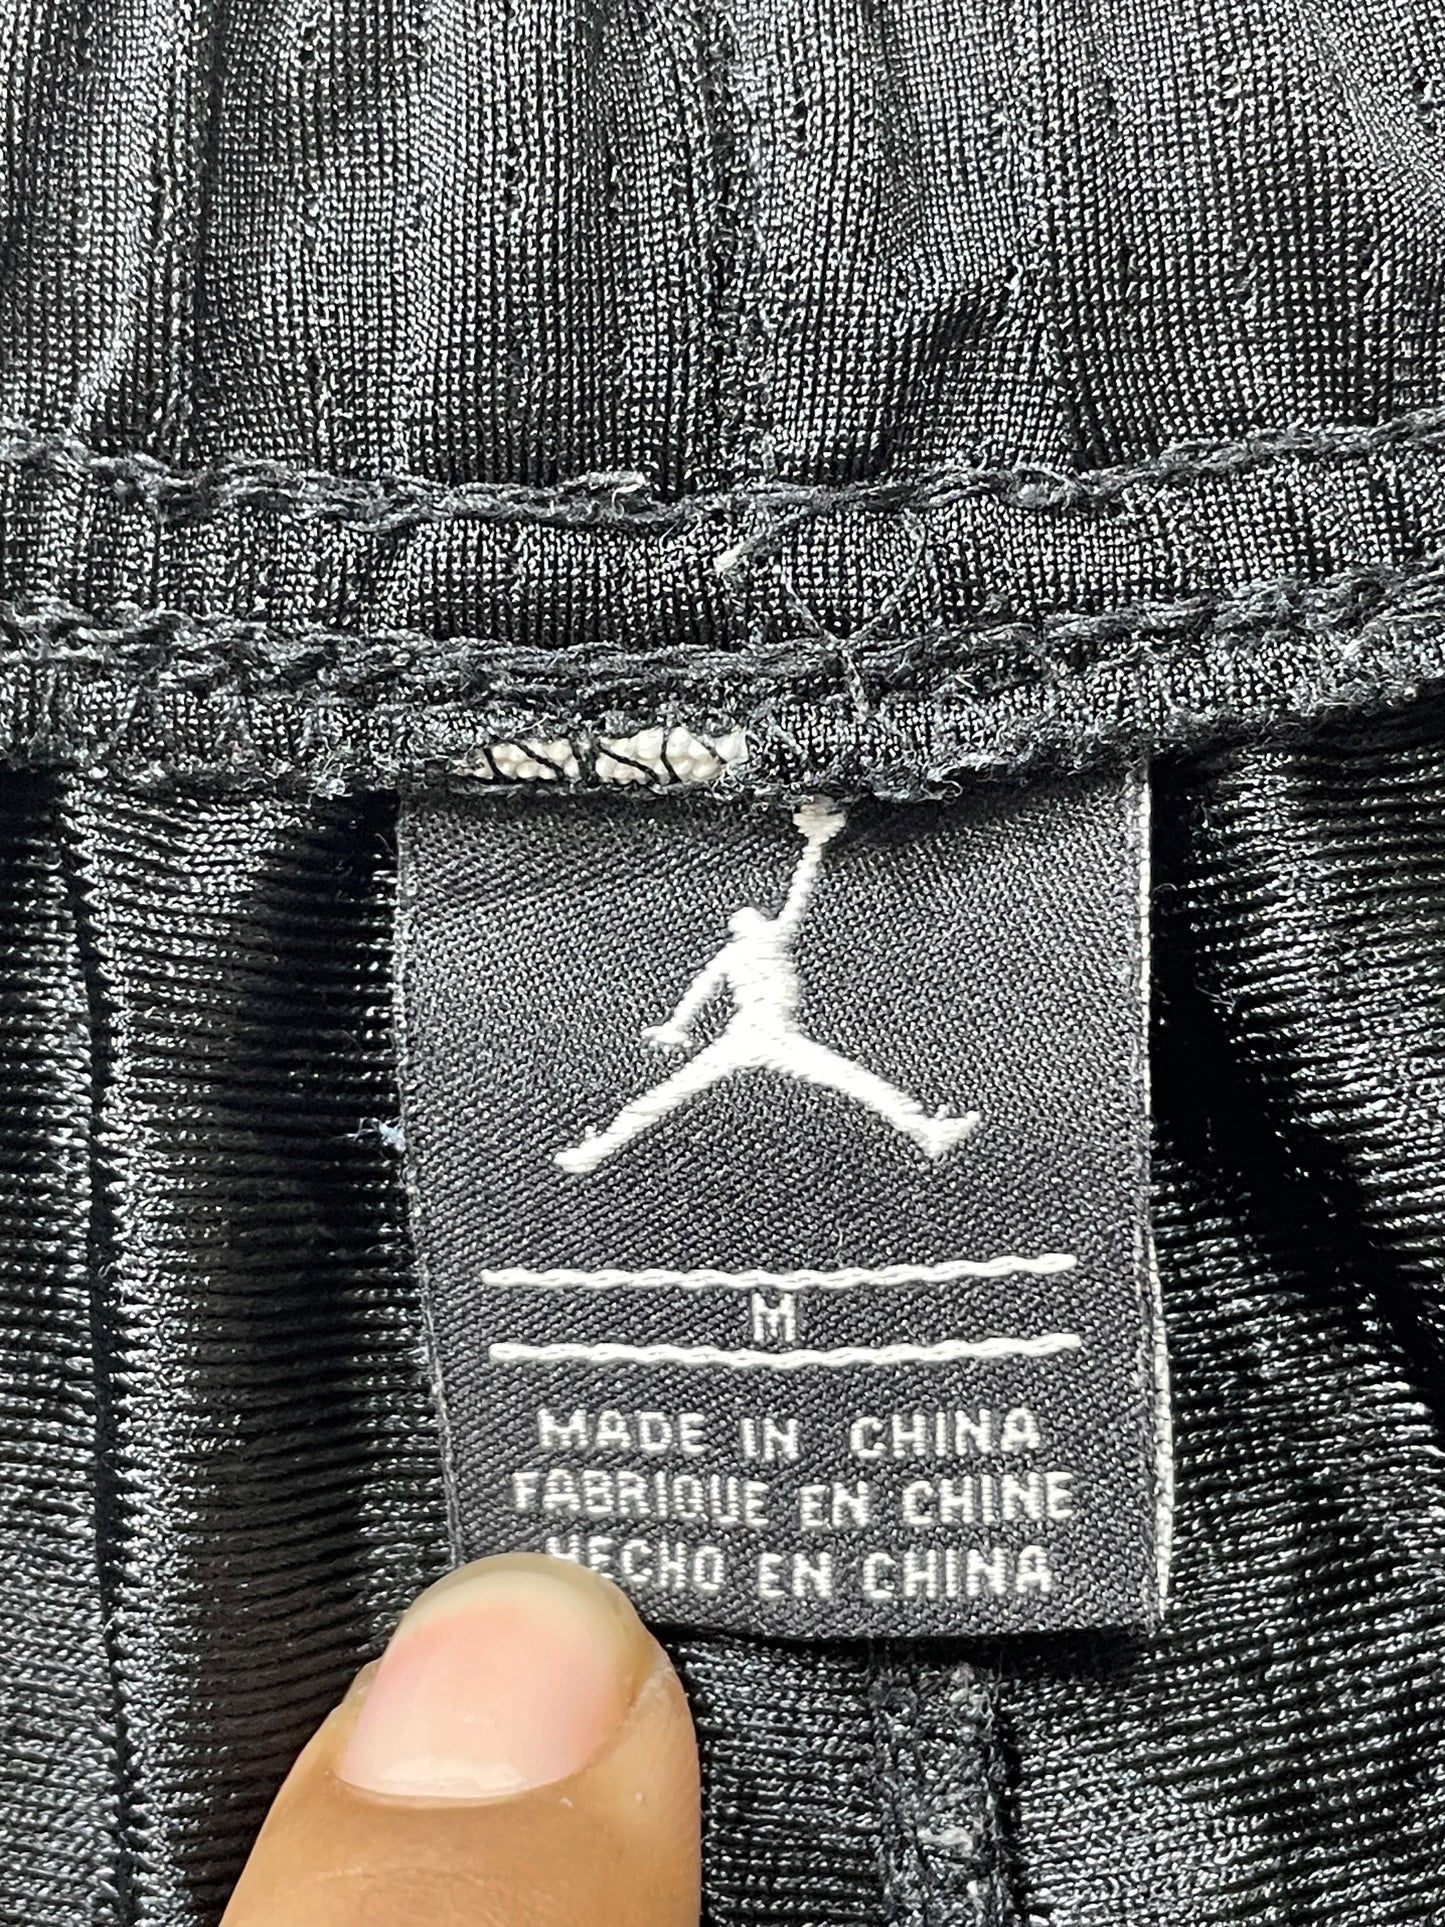 M
MADE IN CHINA
FABRIQUE EN CHINE
HECHO EN CHINA